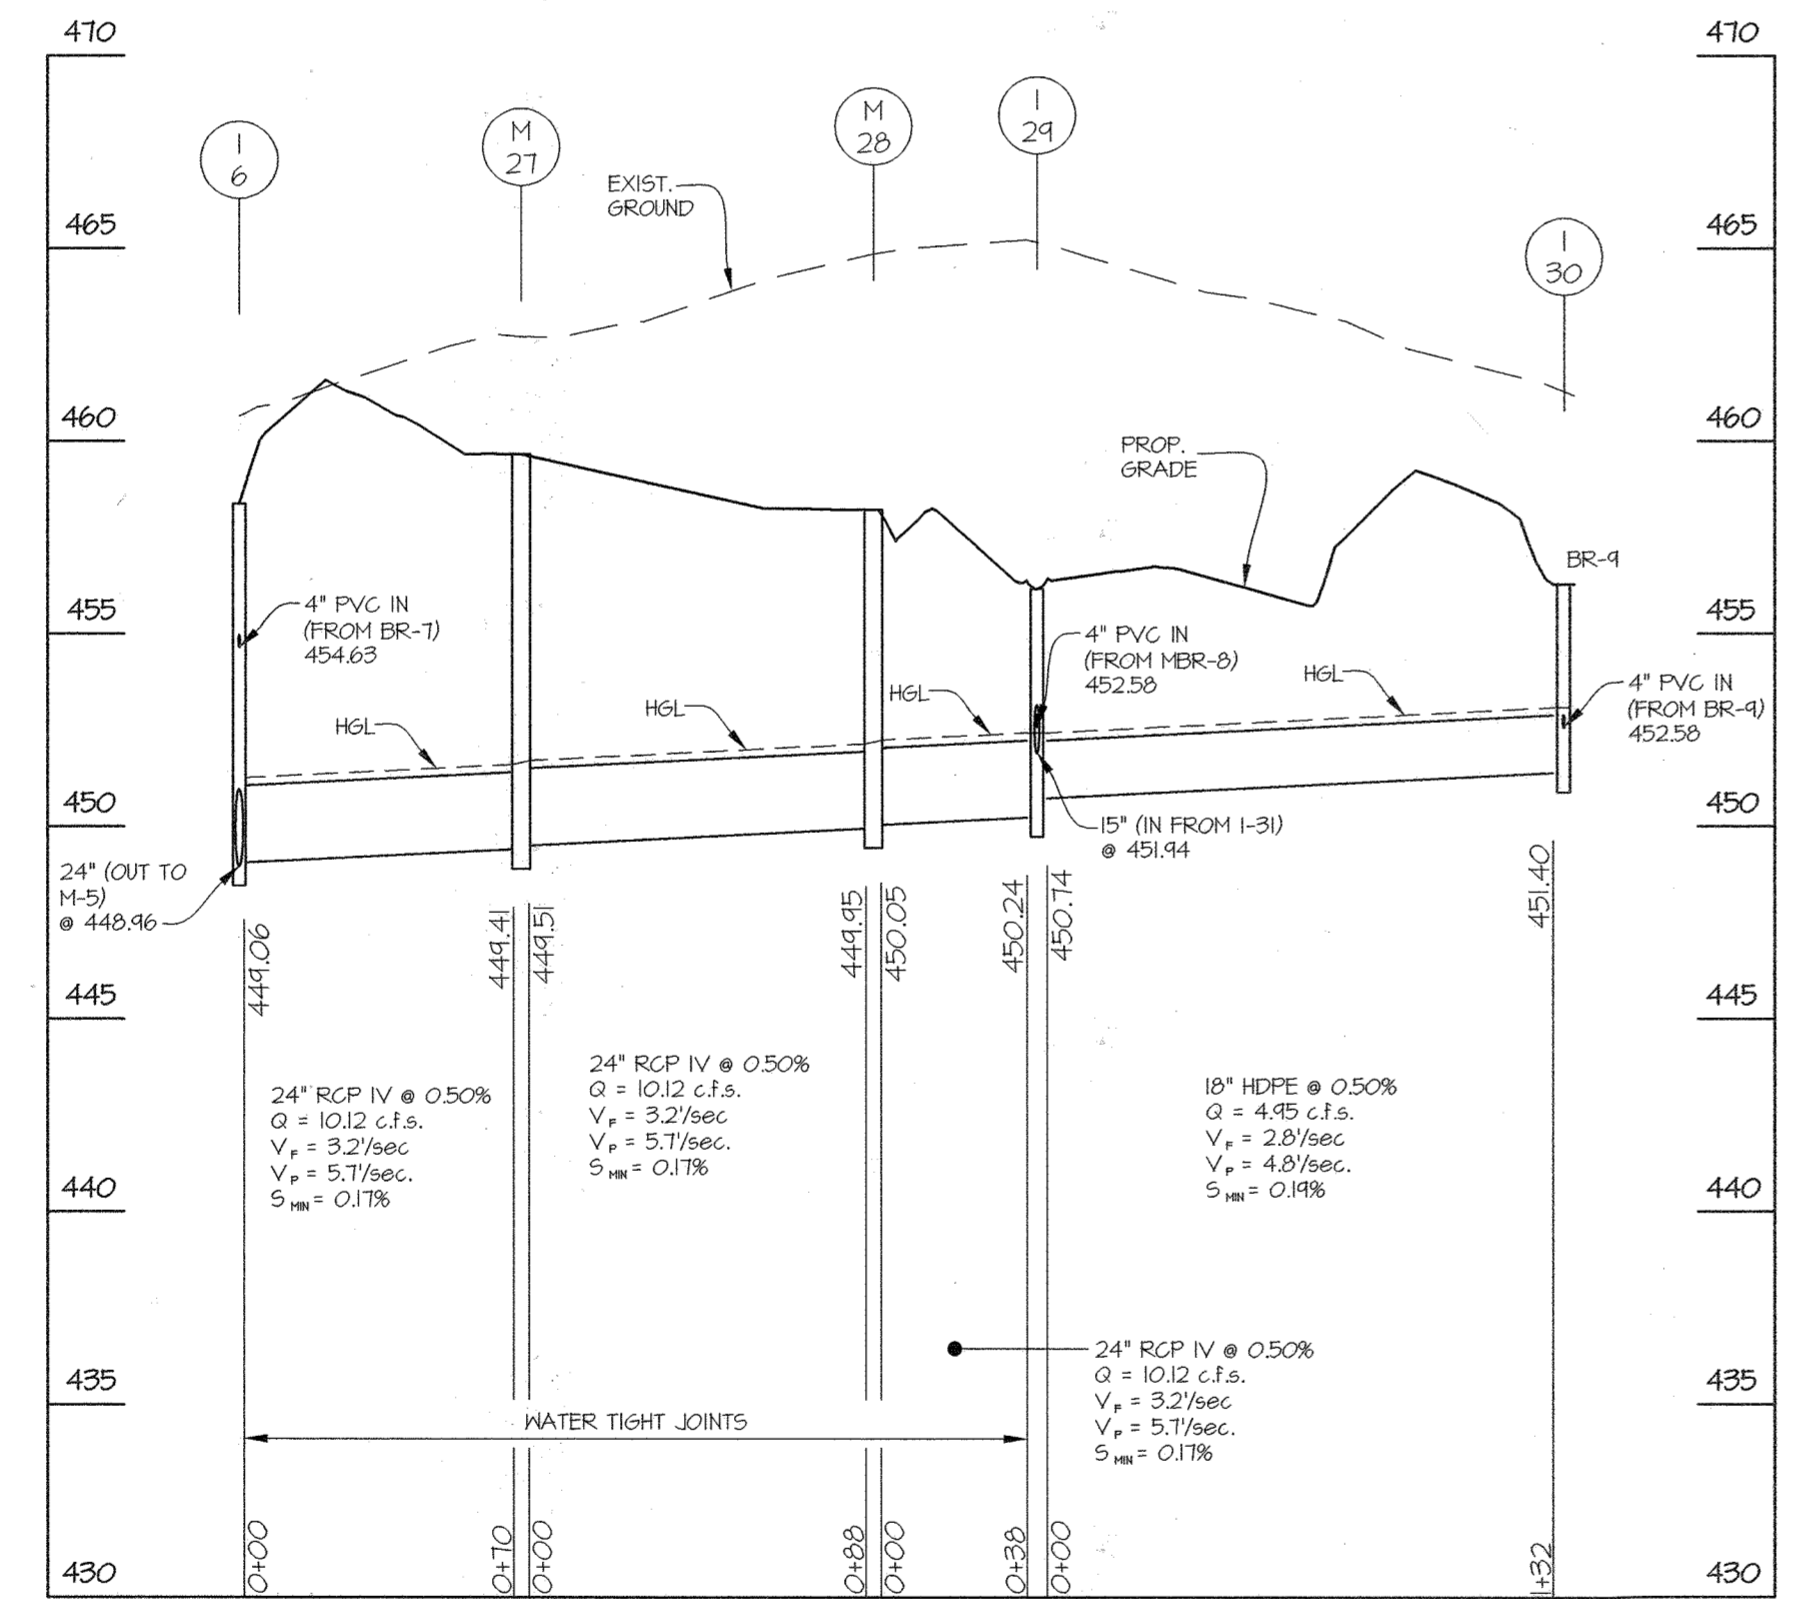 470
470
I
6
M
27
M
28
I
29
I
30
EXIST.
GROUND
465
465
460
460
PROP.
GRADE
BR-9
455
455
4" PVC IN
(FROM BR-7)
454.63
4" PVC IN
(FROM MBR-8)
452.58
4" PVC IN
(FROM BR-9)
452.58
HGL
HGL
HGL
HGL
450
450
15" (IN FROM I-31)
@ 451.94
24" (OUT TO
M-5)
@ 448.96
449.06
449.41
449.51
449.95
450.05
450.24
450.74
451.40
445
445
24" RCP IV @ 0.50%
Q = 10.12 c.f.s.
VF = 3.2'/sec
VP = 5.7'/sec.
SMIN = 0.17%
24" RCP IV @ 0.50%
Q = 10.12 c.f.s.
VF = 3.2'/sec
VP = 5.7'/sec.
SMIN = 0.17%
18" HDPE @ 0.50%
Q = 4.95 c.f.s.
VF = 2.8'/sec
VP = 4.8'/sec.
SMIN = 0.19%
440
440
24" RCP IV @ 0.50%
Q = 10.12 c.f.s.
VF = 3.2'/sec
VP = 5.7'/sec.
SMIN = 0.17%
435
435
WATER TIGHT JOINTS
430
430
0+00
0+70
0+00
0+88
0+00
0+38
0+00
1+32